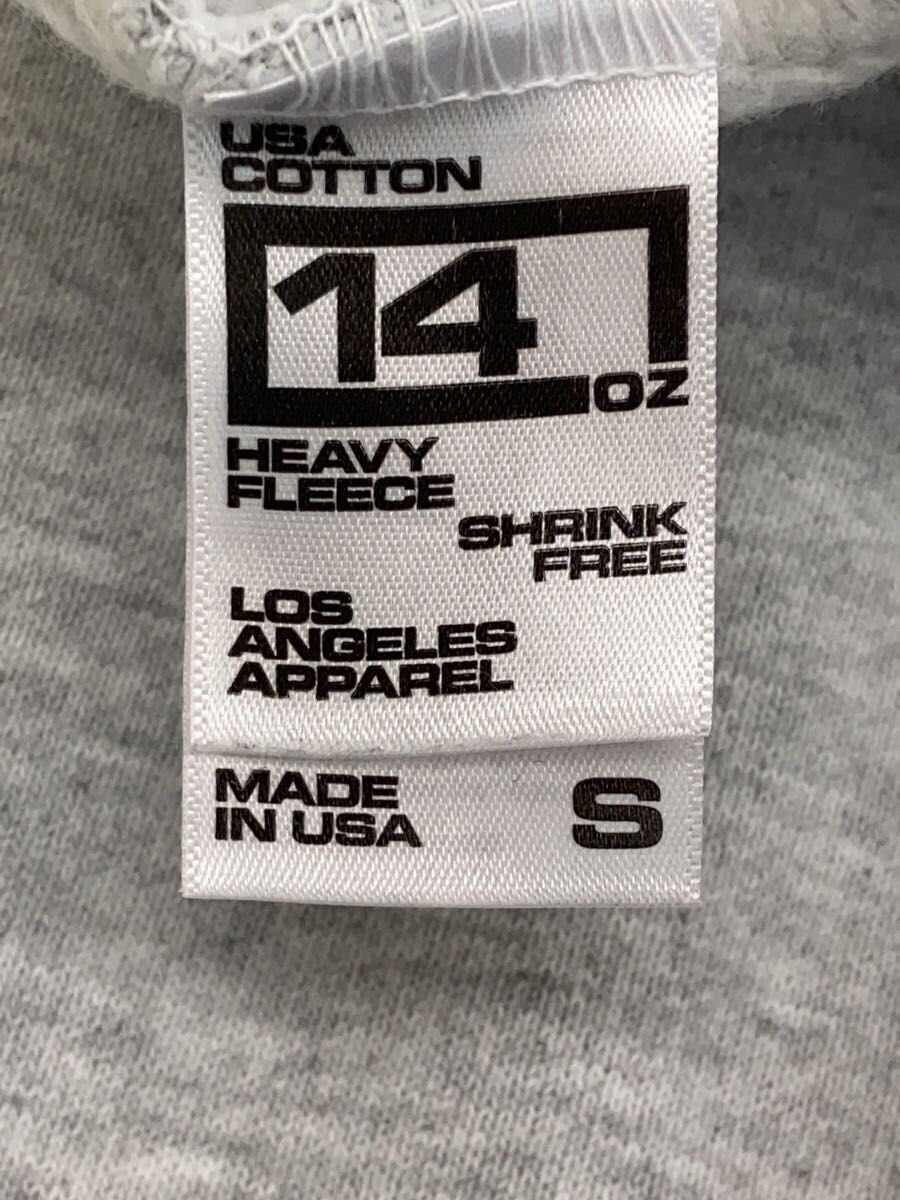 USA
COTTON
14
OZ
HEAVY
FLEECE
SHRINK
FREE
LOS
ANGELES
APPAREL
MADE
IN USA
S